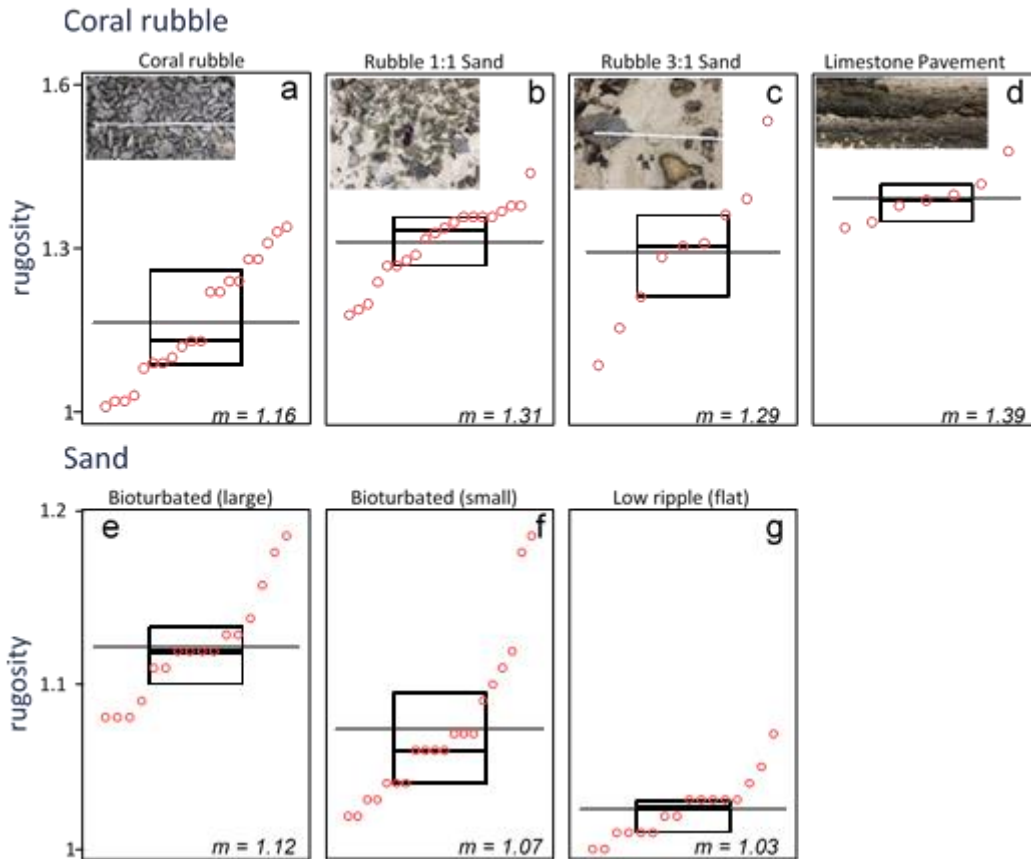 Coral rubble
Coral rubble
Rubble 1:1 Sand
Rubble 3:1 Sand
Limestone Pavement
1.6
a
b
c
d
1.3
rugosity
1
m = 1.16
m = 1.31
m = 1.29
m = 1.39
Sand
Bioturbated (large)
Bioturbated (small)
Low ripple (flat)
1.2
e
f
g
1.1
rugosity
1
m = 1.12
m = 1.07
m = 1.03